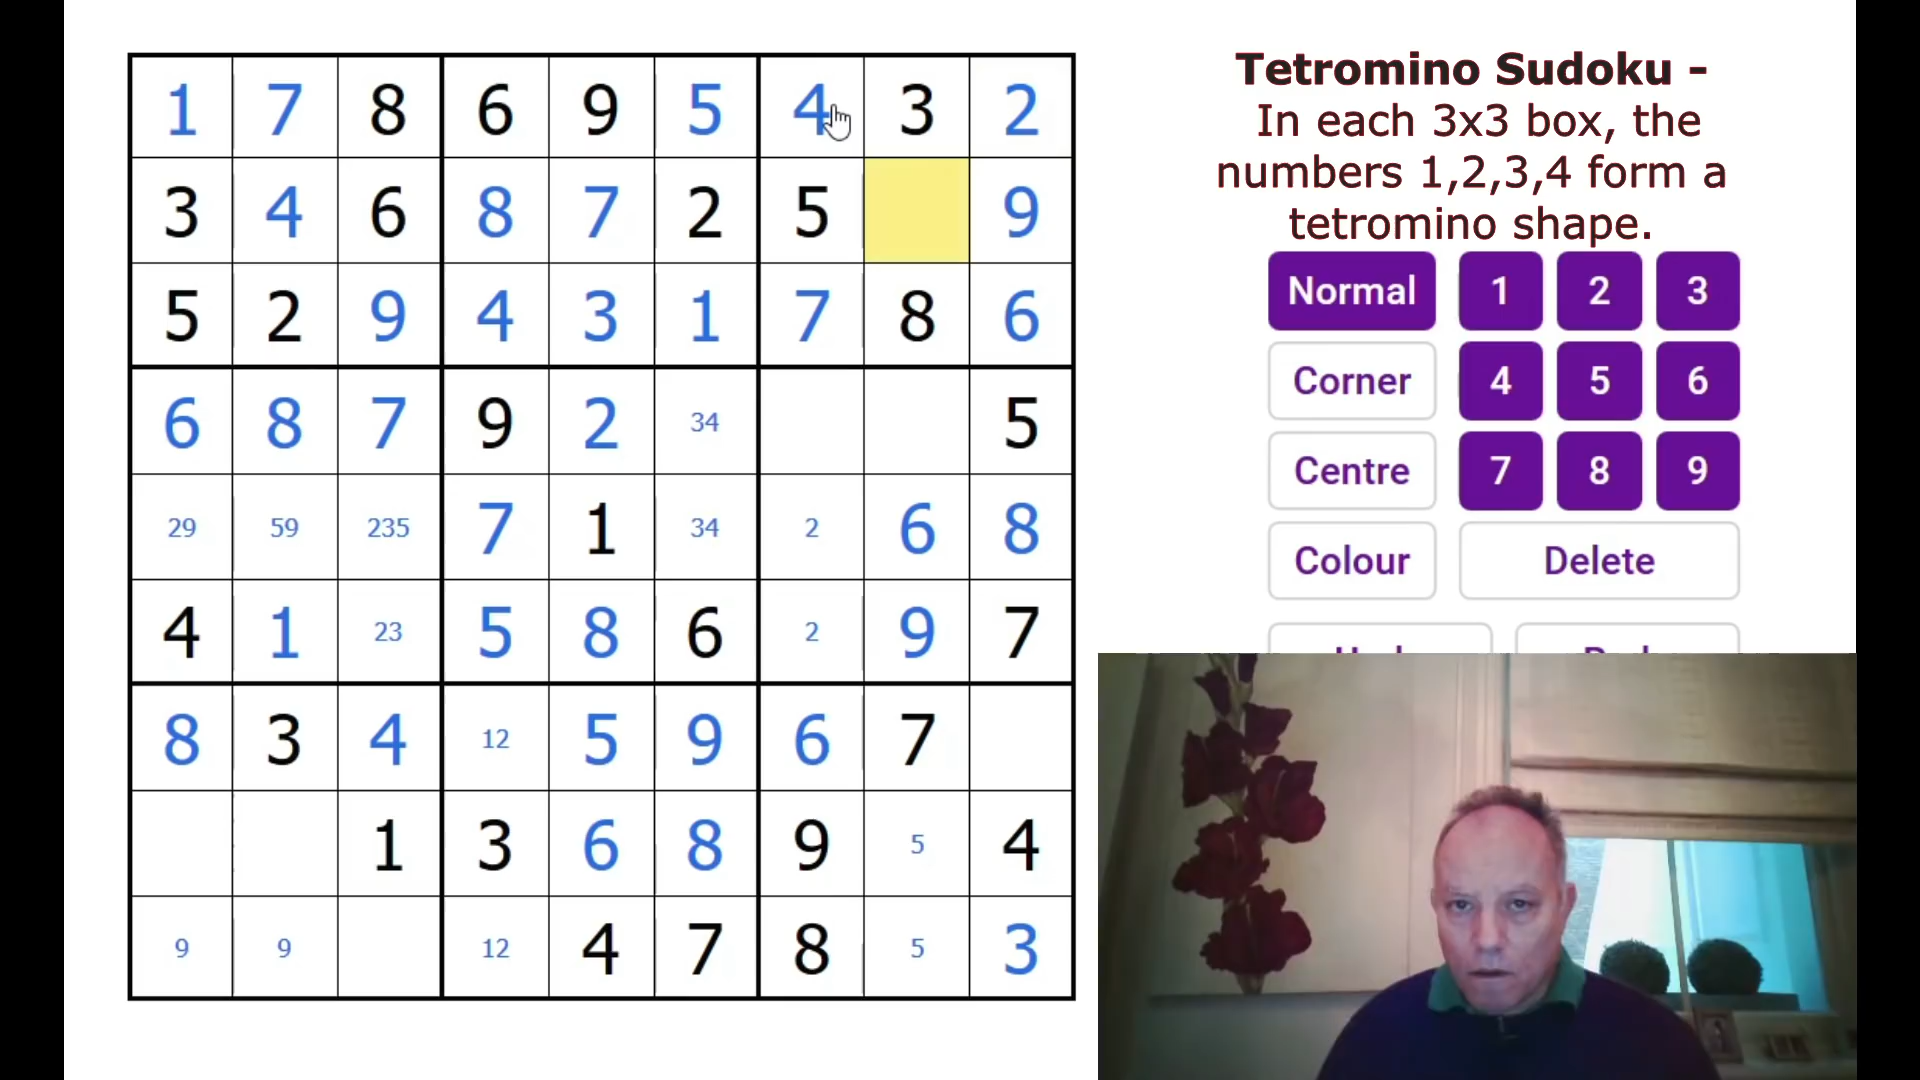 Tetromino Sudoku -
In each 3x3 box, the
numbers 1,2,3,4 form a
tetromino shape.
1 7 8 6 9 5 4 3 2
3 4 6 8 7 2 5 9
5 2 9 4 3 1 7 8 6
6 8 7 9 2 34 5
29 59 235 7 1 34 2 6 8
4 1 23 5 8 6 2 9 7
8 3 4 12 5 9 6 7
1 3 6 8 9 5 4
9 9 12 4 7 8 5 3
Normal 1 2 3
Corner 4 5 6
Centre 7 8 9
Colour Delete